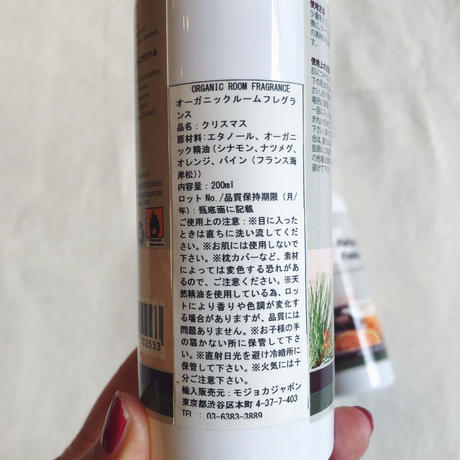 ORGANIC ROOM FRAGRANCE
オーガニックルームフレグラ
ンス
品名：クリスマス
原材料：エタノール、オーガニ
ック精油（シナモン、ナツメグ、
オレンジ、パイン（フランス海
岸松））
内容量：200ml
ロットNo./品質保持期限（月/
年）：瓶底面に記載
ご使用上の注意：※目に入った
ときは直ちに洗い流してくだ
さい。※お肌には使用しないで
下さい。※枕カバーなど、素材
によっては変色する恐れがあ
るので、ご注意ください。※天
然精油を使用している為、ロッ
トにより香りや色調が変化す
る場合がありますが、品質には
問題ありません。※お子様の手
の届かない所に保管して下さ
い。※直射日光を避け冷暗所に
保管して下さい。※火気には十
分ご注意下さい。
輸入販売元：モジョカジャポン
東京都渋谷区本町4-37-7-403
TEL : 03-6383-3889
使用方法
使用上の